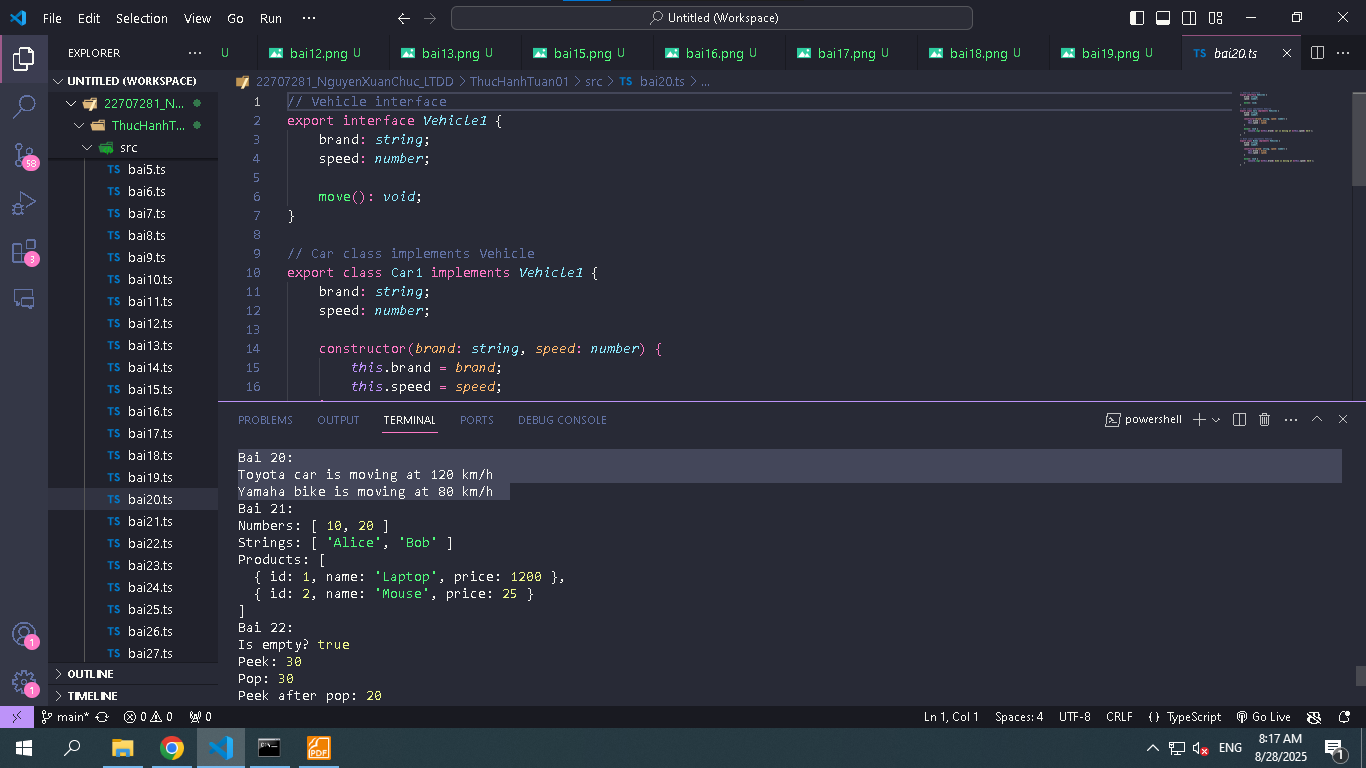 File Edit Selection View Go Run ··· Untitled (Workspace)
EXPLORER ··· U bai12.png U bai13.png U bai15.png U bai16.png U bai17.png U bai18.png U bai19.png U TS bai20.ts
UNTITLED (WORKSPACE)
22707281_N...
ThucHanhT...
src
TS bai5.ts
TS bai6.ts
TS bai7.ts
TS bai8.ts
TS bai9.ts
TS bai10.ts
TS bai11.ts
TS bai12.ts
TS bai13.ts
TS bai14.ts
TS bai15.ts
TS bai16.ts
TS bai17.ts
TS bai18.ts
TS bai19.ts
TS bai20.ts
TS bai21.ts
TS bai22.ts
TS bai23.ts
TS bai24.ts
TS bai25.ts
TS bai26.ts
TS bai27.ts
OUTLINE
TIMELINE
58
3
1
1
22707281_NguyenXuanChuc_LTDD > ThucHanhTuan01 > src > TS bai20.ts > ...
1 // Vehicle interface
2 export interface Vehicle1 {
3 brand: string;
4 speed: number;
5
6 move(): void;
7 }
8
9 // Car class implements Vehicle
10 export class Car1 implements Vehicle1 {
11 brand: string;
12 speed: number;
13
14 constructor(brand: string, speed: number) {
15 this.brand = brand;
16 this.speed = speed;
PROBLEMS OUTPUT TERMINAL PORTS DEBUG CONSOLE powershell
Bai 20:
Toyota car is moving at 120 km/h
Yamaha bike is moving at 80 km/h
Bai 21:
Numbers: [ 10, 20 ]
Strings: [ 'Alice', 'Bob' ]
Products: [
{ id: 1, name: 'Laptop', price: 1200 },
{ id: 2, name: 'Mouse', price: 25 }
]
Bai 22:
Is empty? true
Peek: 30
Pop: 30
Peek after pop: 20
main* 0 0 0 Ln 1, Col 1 Spaces: 4 UTF-8 CRLF {} TypeScript Go Live
PDF ENG 8:17 AM
8/28/2025 1